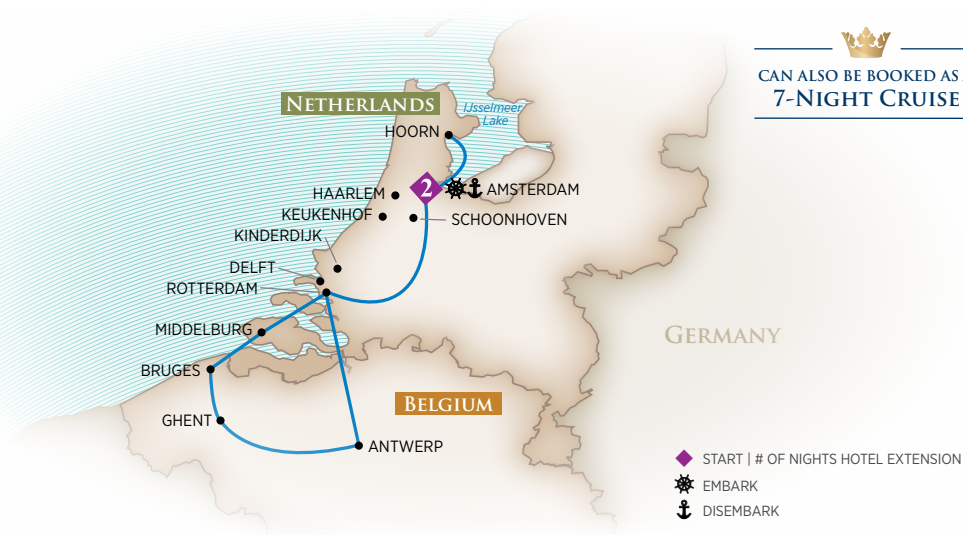 CAN ALSO BE BOOKED AS
7-NIGHT CRUISE
NETHERLANDS
IJsselmeer
Lake
HOORN
HAARLEM
2
AMSTERDAM
KEUKENHOF
SCHOONHOVEN
KINDERDIJK
DELFT
ROTTERDAM
MIDDELBURG
GERMANY
BRUGES
BELGIUM
GHENT
ANTWERP
START | # OF NIGHTS HOTEL EXTENSION
EMBARK
DISEMBARK